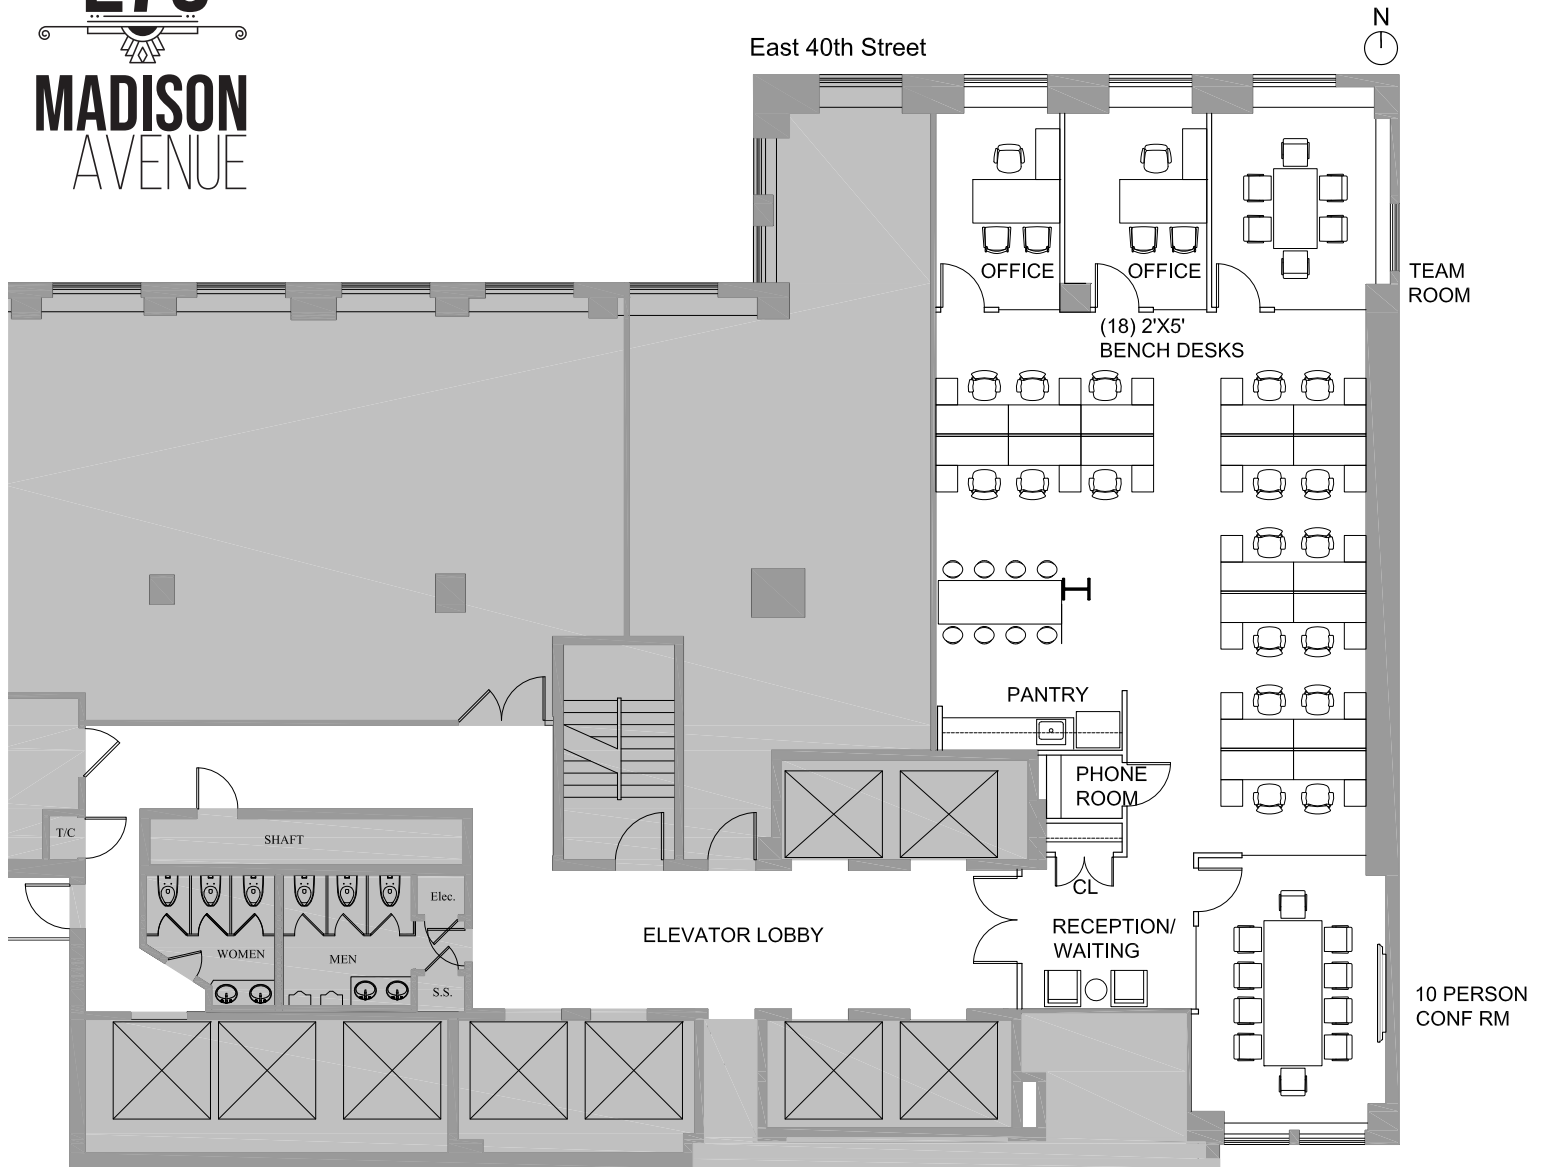 MADISON
AVENUE
East 40th Street
N
OFFICE
OFFICE
TEAM
ROOM
(18) 2'X5'
BENCH DESKS
PANTRY
PHONE
ROOM
T/C
SHAFT
CL
Elec.
ELEVATOR LOBBY
RECEPTION/
WAITING
WOMEN
MEN
S.S.
10 PERSON
CONF RM